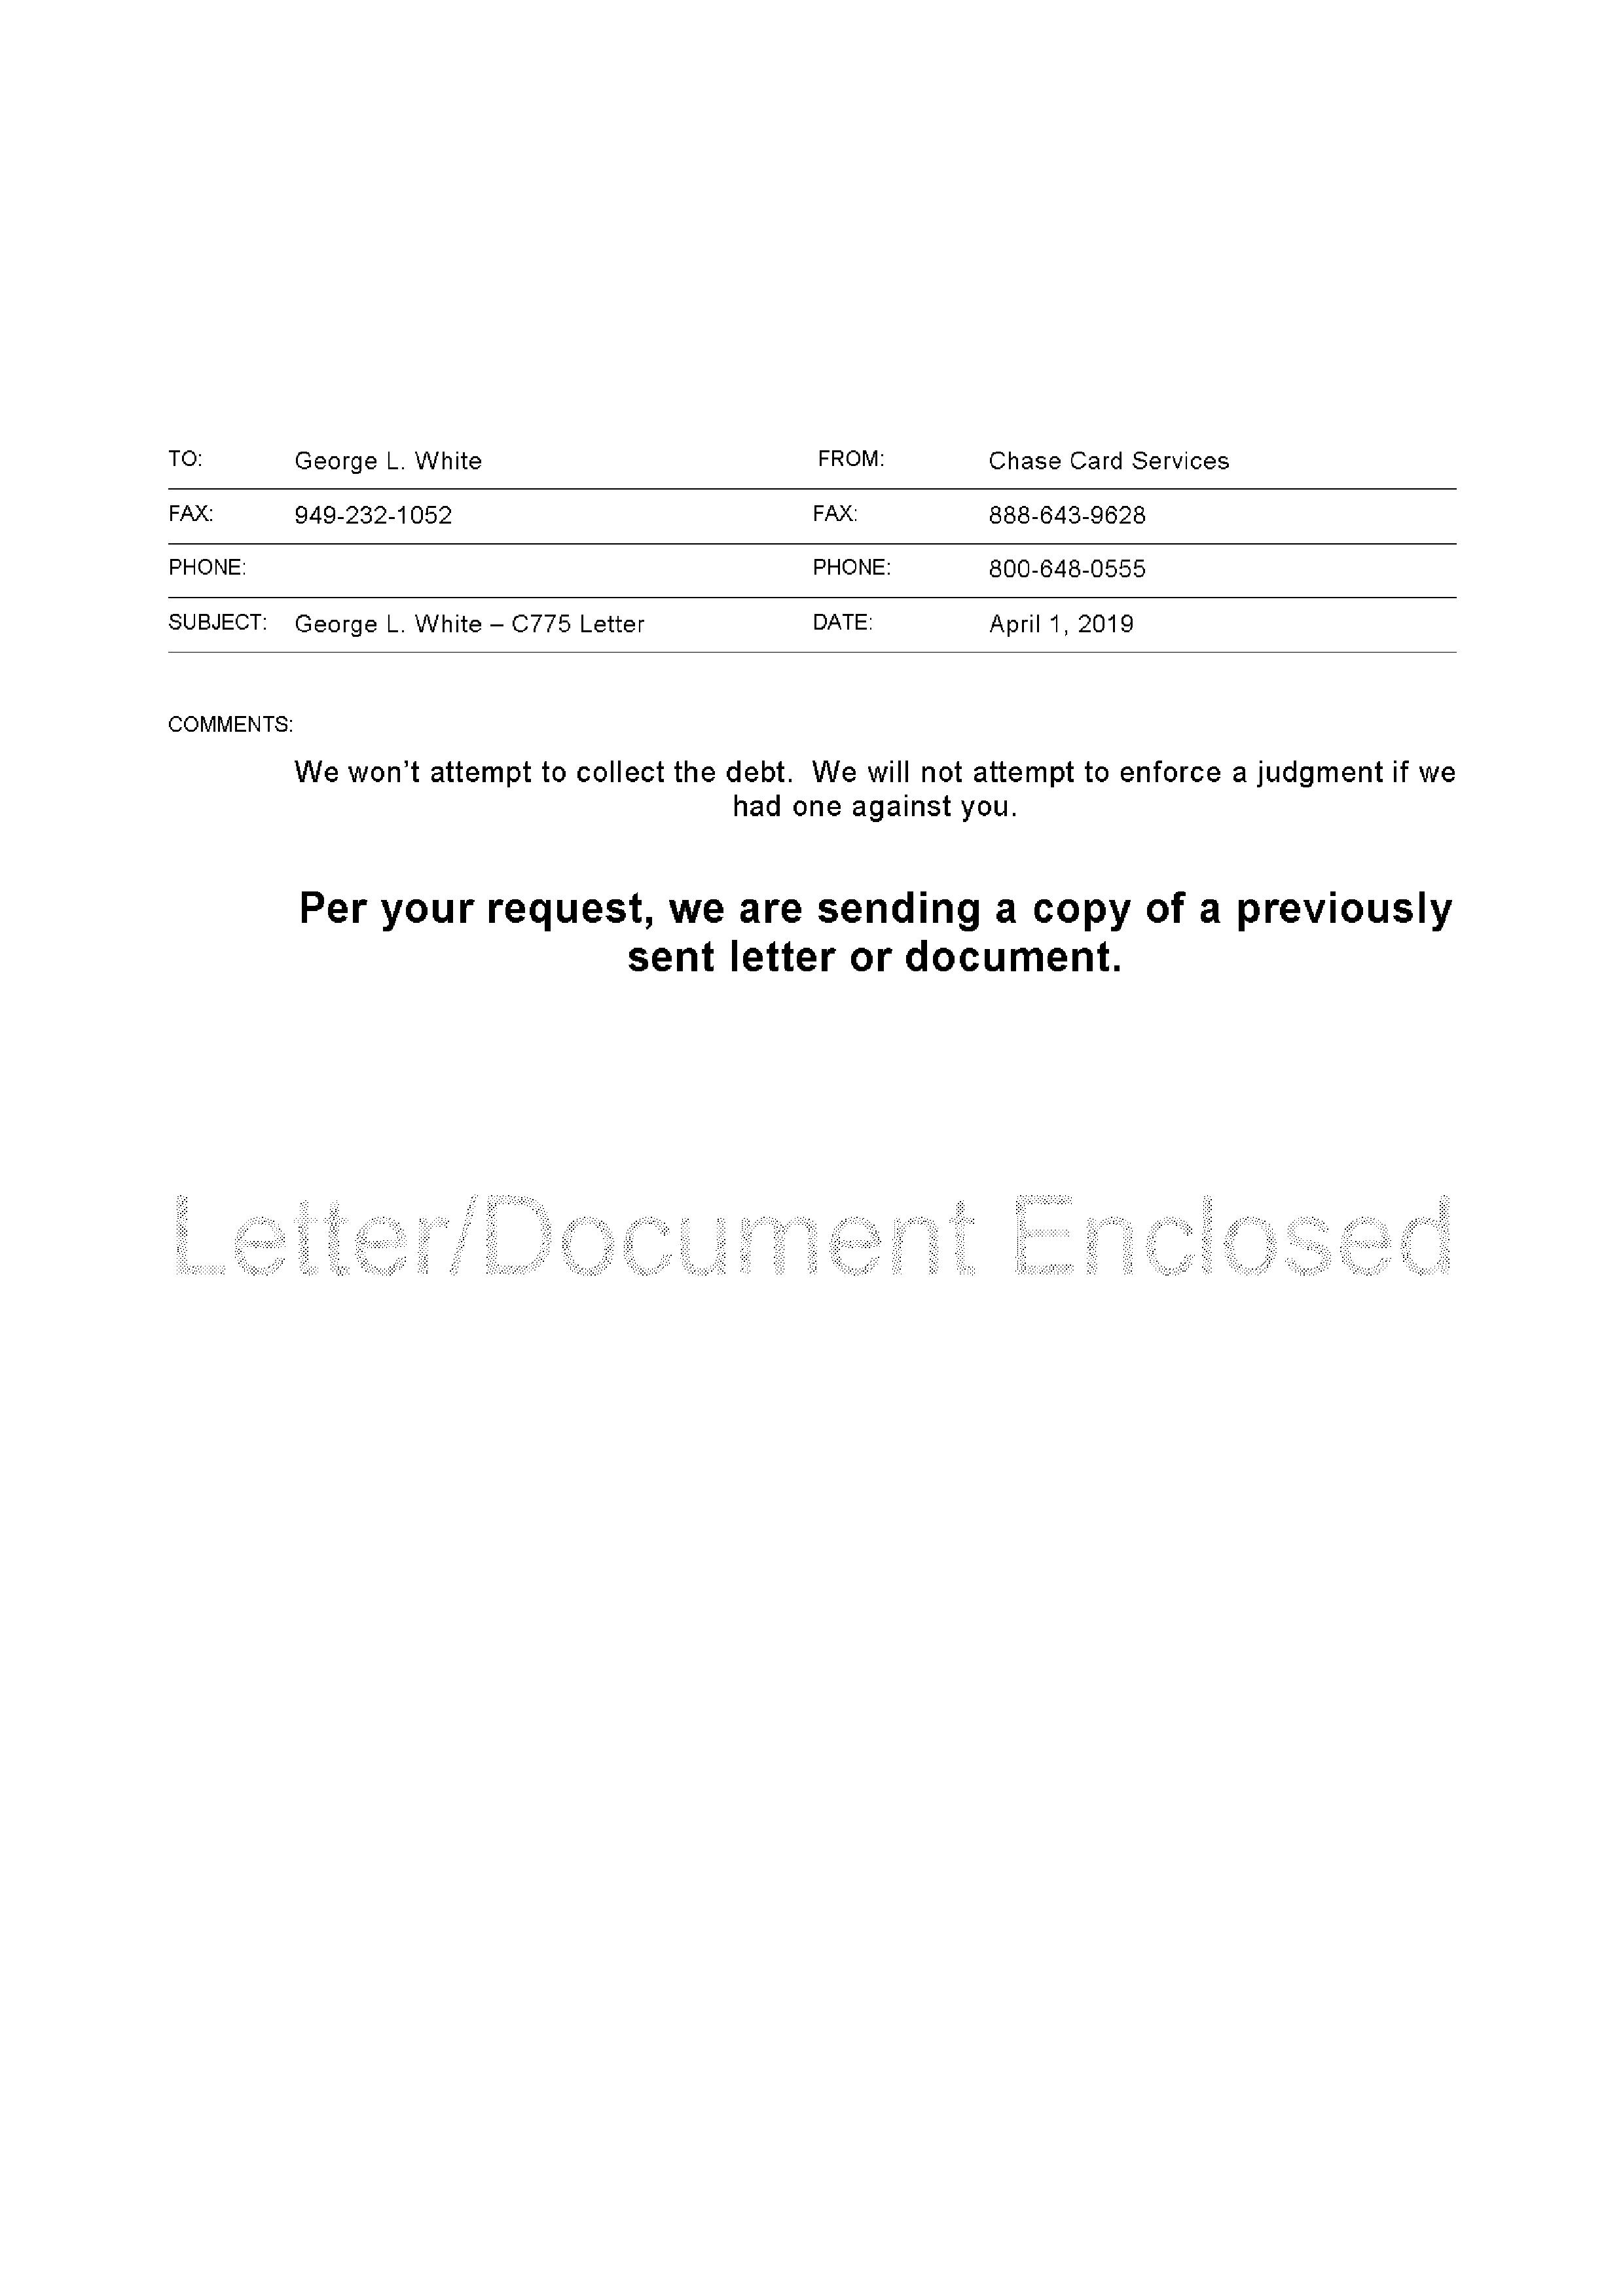 TO: George L. White FROM: Chase Card Services
FAX: 949-232-1052 FAX: 888-643-9628
PHONE: PHONE: 800-648-0555
SUBJECT: George L. White – C775 Letter DATE: April 1, 2019
COMMENTS:
We won’t attempt to collect the debt.  We will not attempt to enforce a judgment if we
had one against you.
Per your request, we are sending a copy of a previously
sent letter or document.
Letter/Document Enclosed